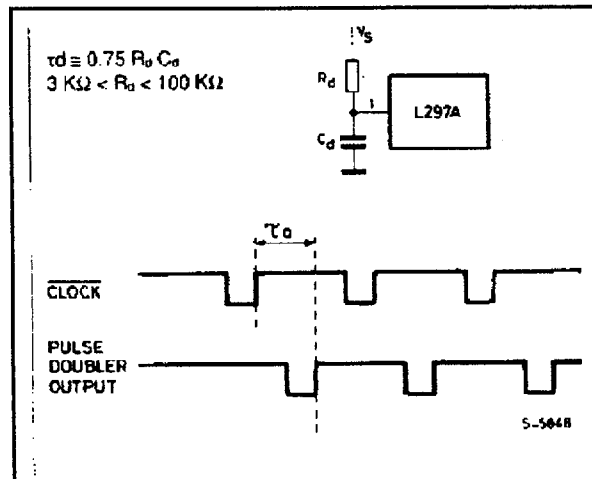 τd ≅ 0.75 Rd Cd
3 KΩ < Rd < 100 KΩ
Vs
Rd
1
L297A
Cd
τa
CLOCK
PULSE
DOUBLER
OUTPUT
S-5848